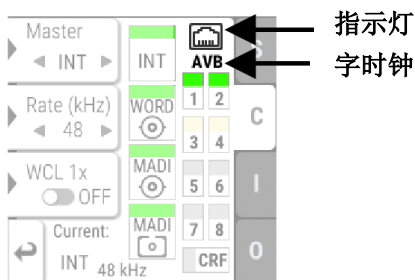 指示灯
字时钟
Master
INT
Rate (kHz)
48
WCL 1x
OFF
Current:
INT 48 kHz
INT
WORD
MADI
MADI
AVB
1 2
3 4
5 6
7 8
CRF
S
C
I
O